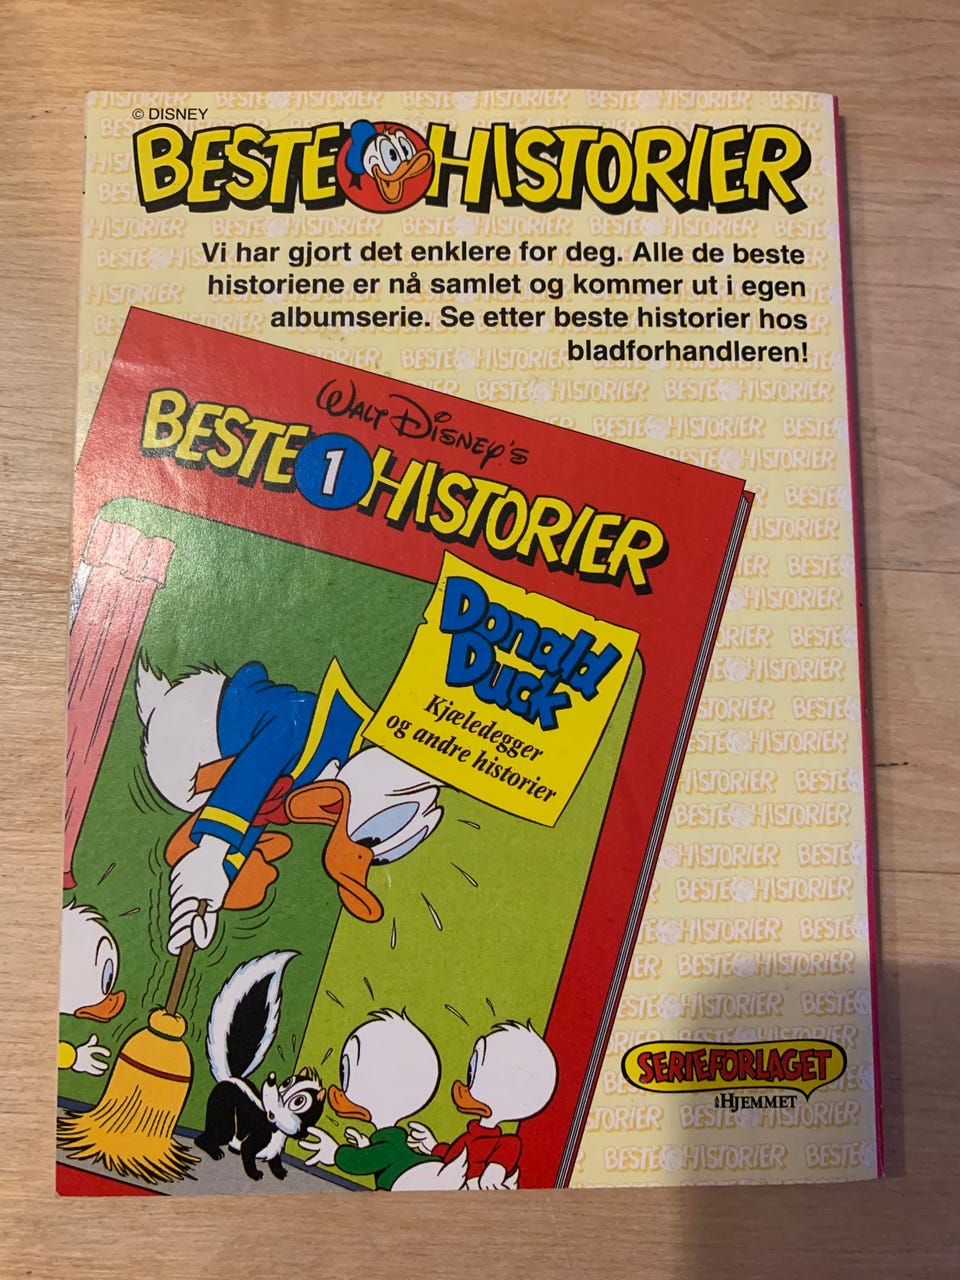 © DISNEY
BESTE HISTORIER
Vi har gjort det enklere for deg. Alle de beste
historiene er nå samlet og kommer ut i egen
albumserie. Se etter beste historier hos
bladforhandleren!
WALT DISNEY'S
BESTE 1 HISTORIER
Donald
Duck
Kjæledegger
og andre historier
SERIEFORLAGET
HJEMMET